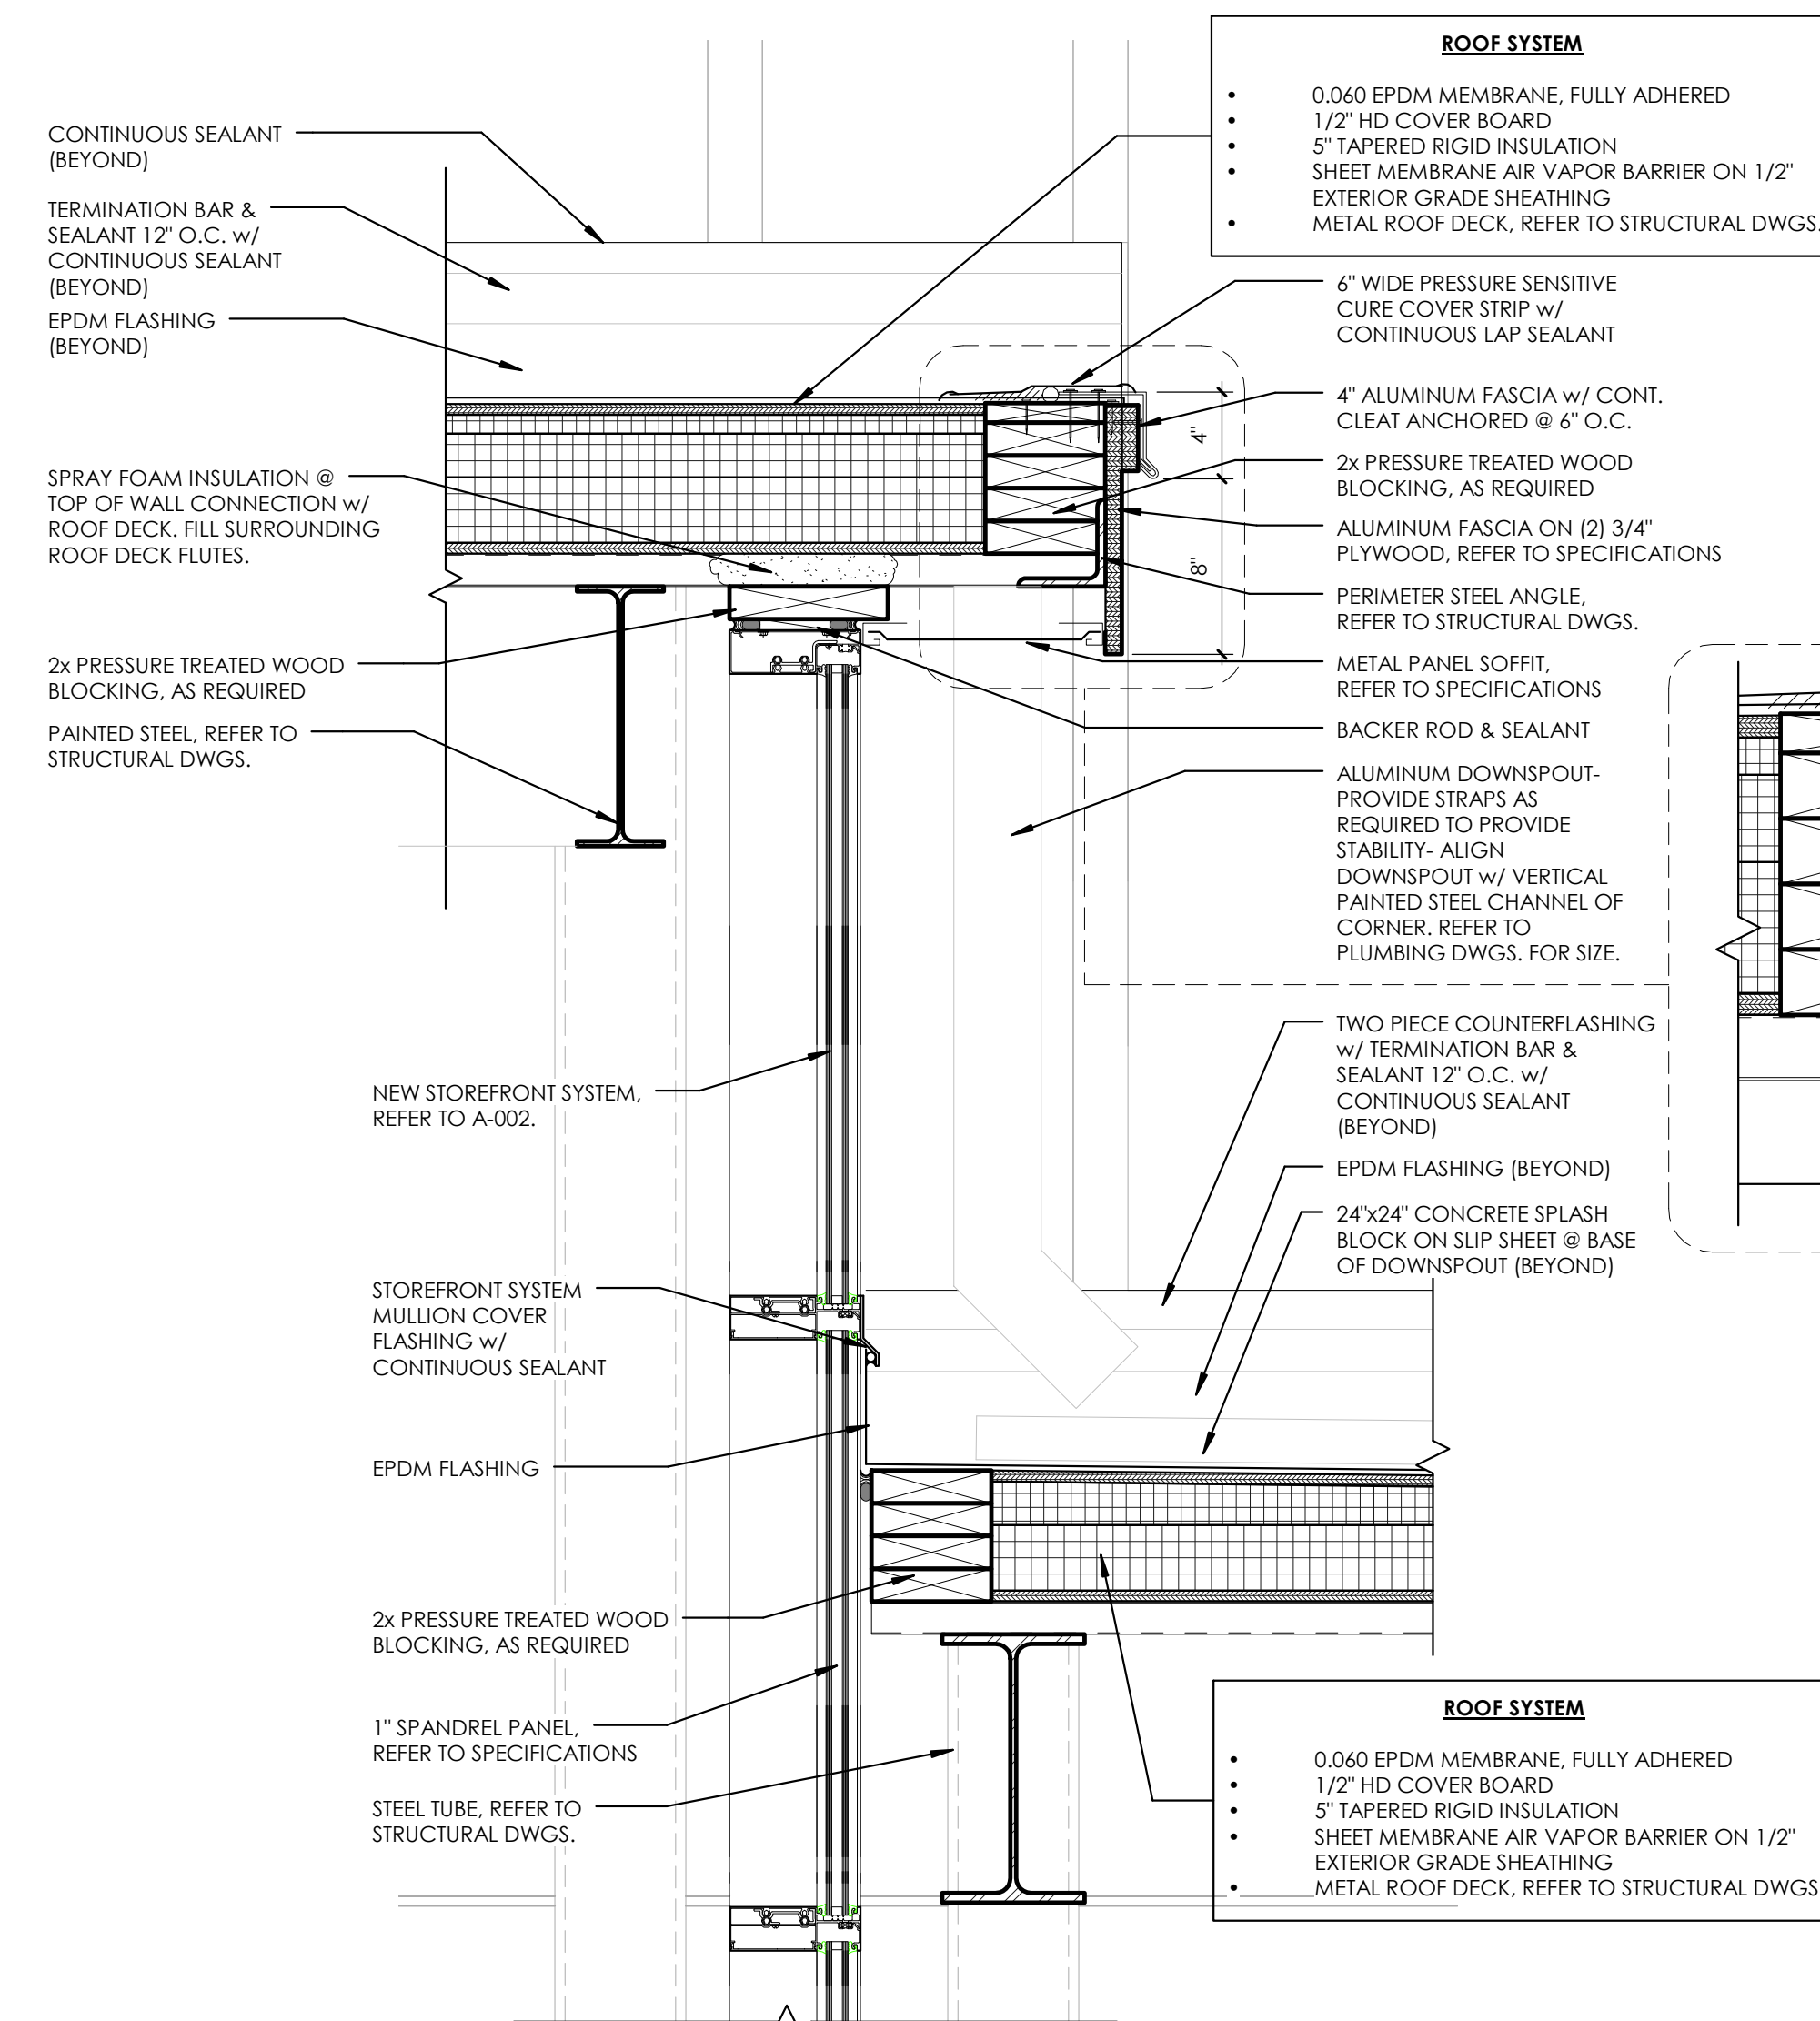 ROOF SYSTEM
• 0.060 EPDM MEMBRANE, FULLY ADHERED
• 1/2" HD COVER BOARD
• 5" TAPERED RIGID INSULATION
• SHEET MEMBRANE AIR VAPOR BARRIER ON 1/2"
EXTERIOR GRADE SHEATHING
• METAL ROOF DECK, REFER TO STRUCTURAL DWGS.
CONTINUOUS SEALANT
(BEYOND)
TERMINATION BAR &
SEALANT 12" O.C. w/
CONTINUOUS SEALANT
(BEYOND)
EPDM FLASHING
(BEYOND)
SPRAY FOAM INSULATION @
TOP OF WALL CONNECTION w/
ROOF DECK. FILL SURROUNDING
ROOF DECK FLUTES.
2x PRESSURE TREATED WOOD
BLOCKING, AS REQUIRED
PAINTED STEEL, REFER TO
STRUCTURAL DWGS.
6" WIDE PRESSURE SENSITIVE
CURE COVER STRIP w/
CONTINUOUS LAP SEALANT
4" ALUMINUM FASCIA w/ CONT.
CLEAT ANCHORED @ 6" O.C.
4"
2x PRESSURE TREATED WOOD
BLOCKING, AS REQUIRED
ALUMINUM FASCIA ON (2) 3/4"
PLYWOOD, REFER TO SPECIFICATIONS
8"
PERIMETER STEEL ANGLE,
REFER TO STRUCTURAL DWGS.
METAL PANEL SOFFIT,
REFER TO SPECIFICATIONS
BACKER ROD & SEALANT
ALUMINUM DOWNSPOUT-
PROVIDE STRAPS AS
REQUIRED TO PROVIDE
STABILITY- ALIGN
DOWNSPOUT w/ VERTICAL
PAINTED STEEL CHANNEL OF
CORNER. REFER TO
PLUMBING DWGS. FOR SIZE.
TWO PIECE COUNTERFLASHING
w/ TERMINATION BAR &
SEALANT 12" O.C. w/
CONTINUOUS SEALANT
(BEYOND)
EPDM FLASHING (BEYOND)
24"x24" CONCRETE SPLASH
BLOCK ON SLIP SHEET @ BASE
OF DOWNSPOUT (BEYOND)
NEW STOREFRONT SYSTEM,
REFER TO A-002.
STOREFRONT SYSTEM
MULLION COVER
FLASHING w/
CONTINUOUS SEALANT
EPDM FLASHING
2x PRESSURE TREATED WOOD
BLOCKING, AS REQUIRED
1" SPANDREL PANEL,
REFER TO SPECIFICATIONS
STEEL TUBE, REFER TO
STRUCTURAL DWGS.
ROOF SYSTEM
• 0.060 EPDM MEMBRANE, FULLY ADHERED
• 1/2" HD COVER BOARD
• 5" TAPERED RIGID INSULATION
• SHEET MEMBRANE AIR VAPOR BARRIER ON 1/2"
EXTERIOR GRADE SHEATHING
• METAL ROOF DECK, REFER TO STRUCTURAL DWGS